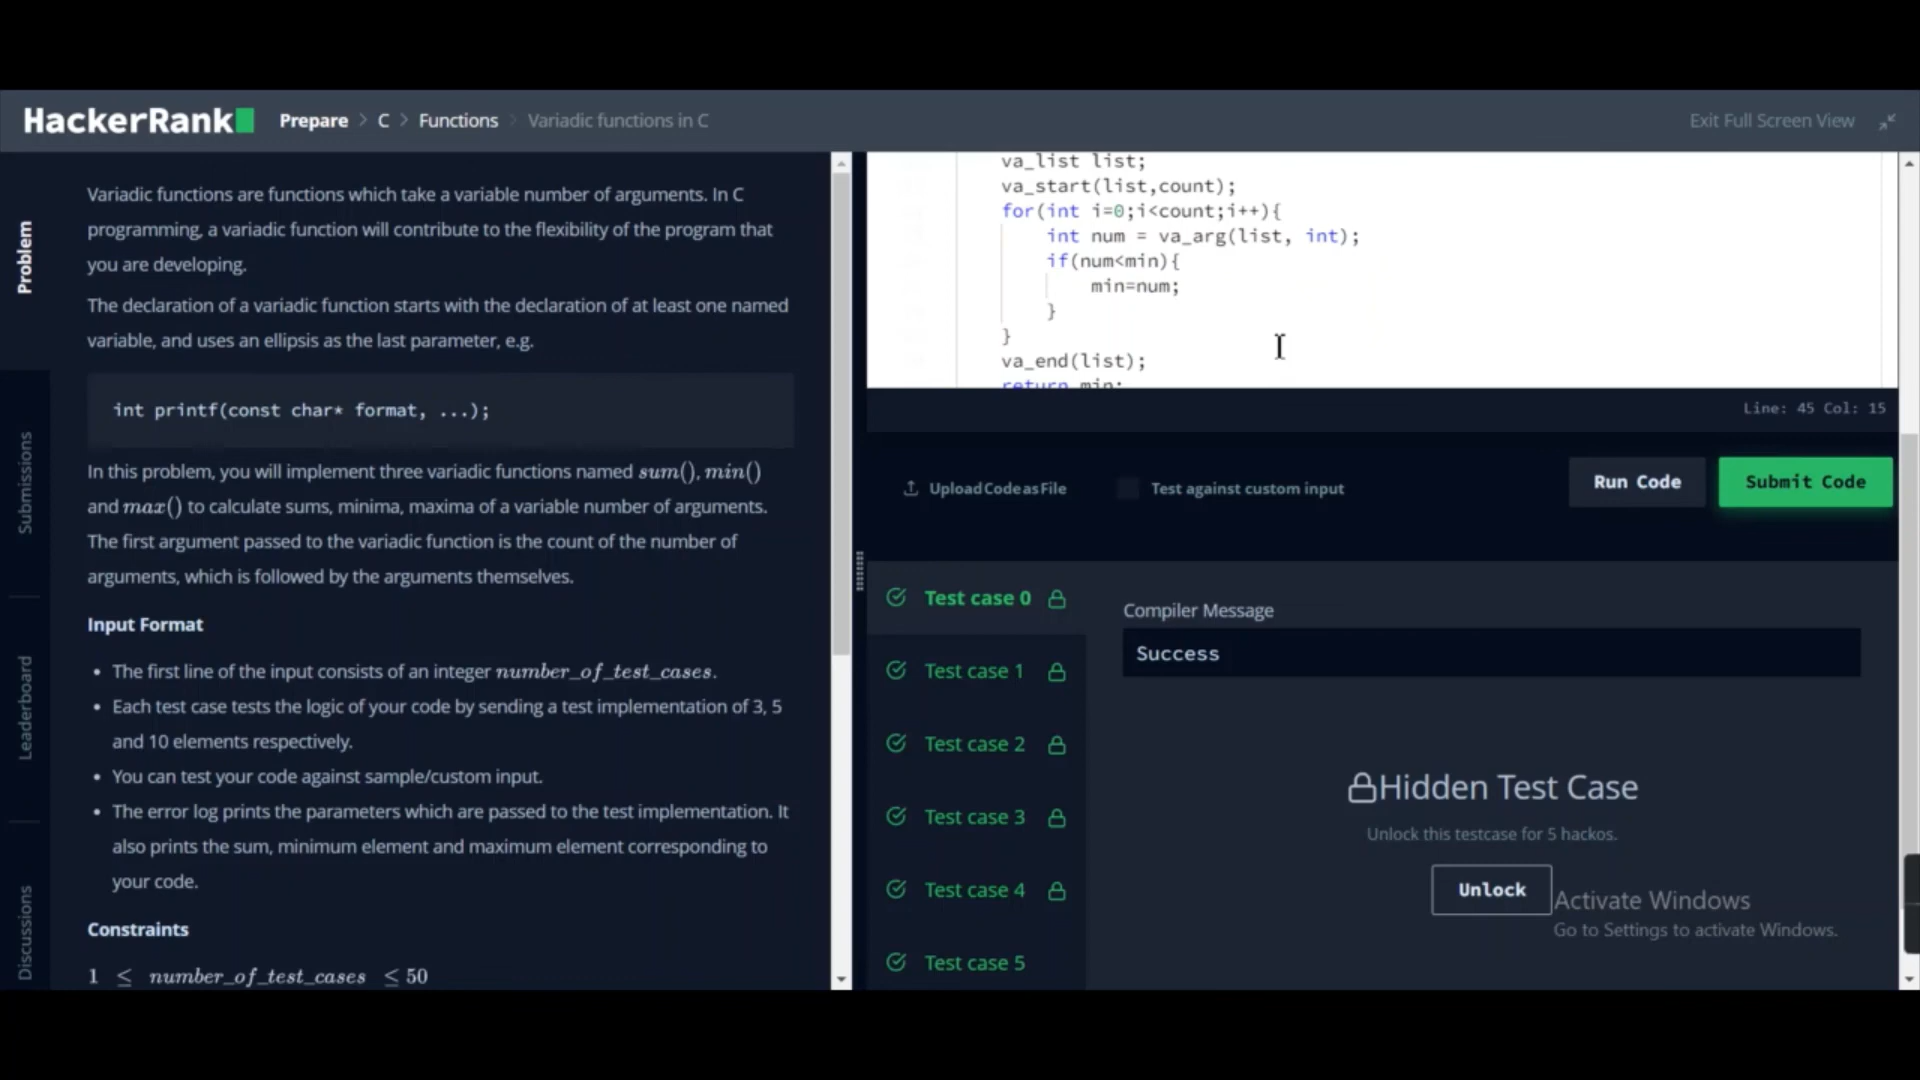 HackerRank
Prepare > C > Functions > Variadic functions in C
Exit Full Screen View
Problem
Submissions
Leaderboard
Discussions
Variadic functions are functions which take a variable number of arguments. In C
programming, a variadic function will contribute to the flexibility of the program that
you are developing.
The declaration of a variadic function starts with the declaration of at least one named
variable, and uses an ellipsis as the last parameter, e.g.
int printf(const char* format, ...);
In this problem, you will implement three variadic functions named sum(), min()
and max() to calculate sums, minima, maxima of a variable number of arguments.
The first argument passed to the variadic function is the count of the number of
arguments, which is followed by the arguments themselves.
Input Format
• The first line of the input consists of an integer number_of_test_cases.
• Each test case tests the logic of your code by sending a test implementation of 3, 5
and 10 elements respectively.
• You can test your code against sample/custom input.
• The error log prints the parameters which are passed to the test implementation. It
also prints the sum, minimum element and maximum element corresponding to
your code.
Constraints
1 ≤ number_of_test_cases ≤ 50
va_list list;
va_start(list,count);
for(int i=0;i<count;i++){
int num = va_arg(list, int);
if(num<min){
min=num;
}
}
va_end(list);
return min;
Line: 45 Col: 15
Upload Code as File
Test against custom input
Run Code
Submit Code
Test case 0
Test case 1
Test case 2
Test case 3
Test case 4
Test case 5
Compiler Message
Success
Hidden Test Case
Unlock this testcase for 5 hackos.
Unlock
Activate Windows
Go to Settings to activate Windows.